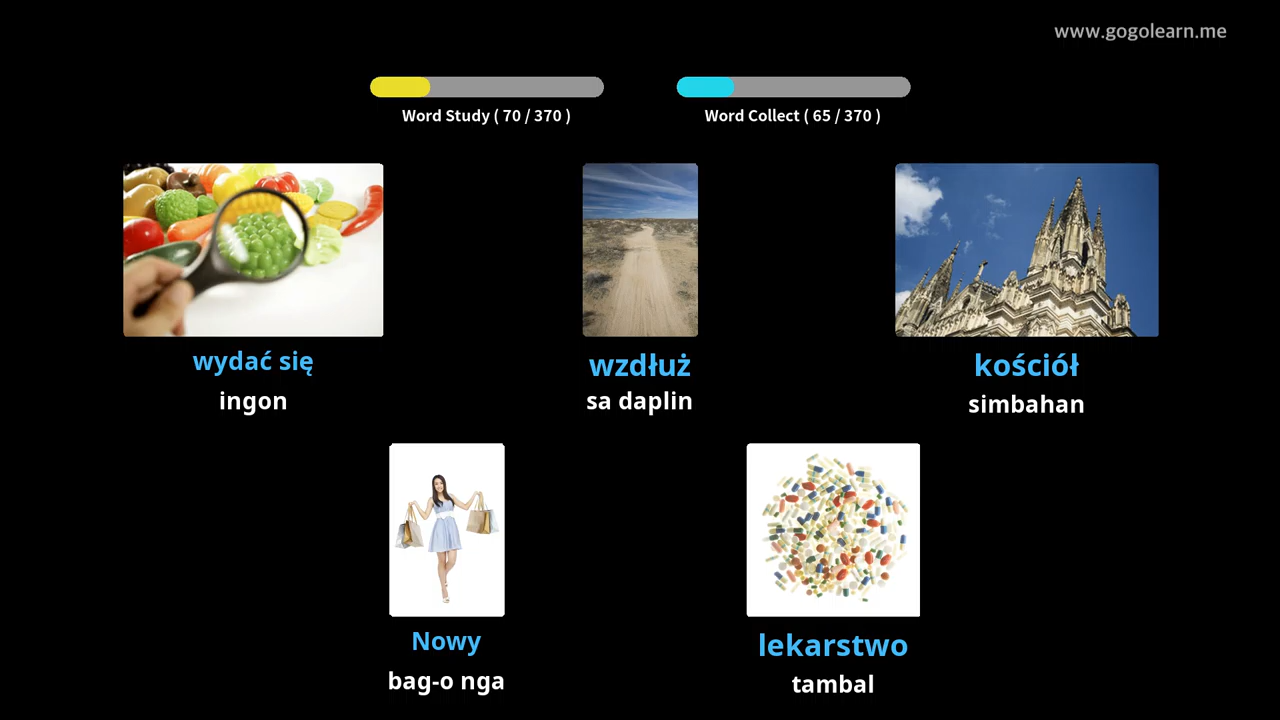 www.gogolearn.me
Word Study ( 70 / 370 )
Word Collect ( 65 / 370 )
wydać się
ingon
wzdłuż
sa daplin
kościół
simbahan
Nowy
bag-o nga
lekarstwo
tambal